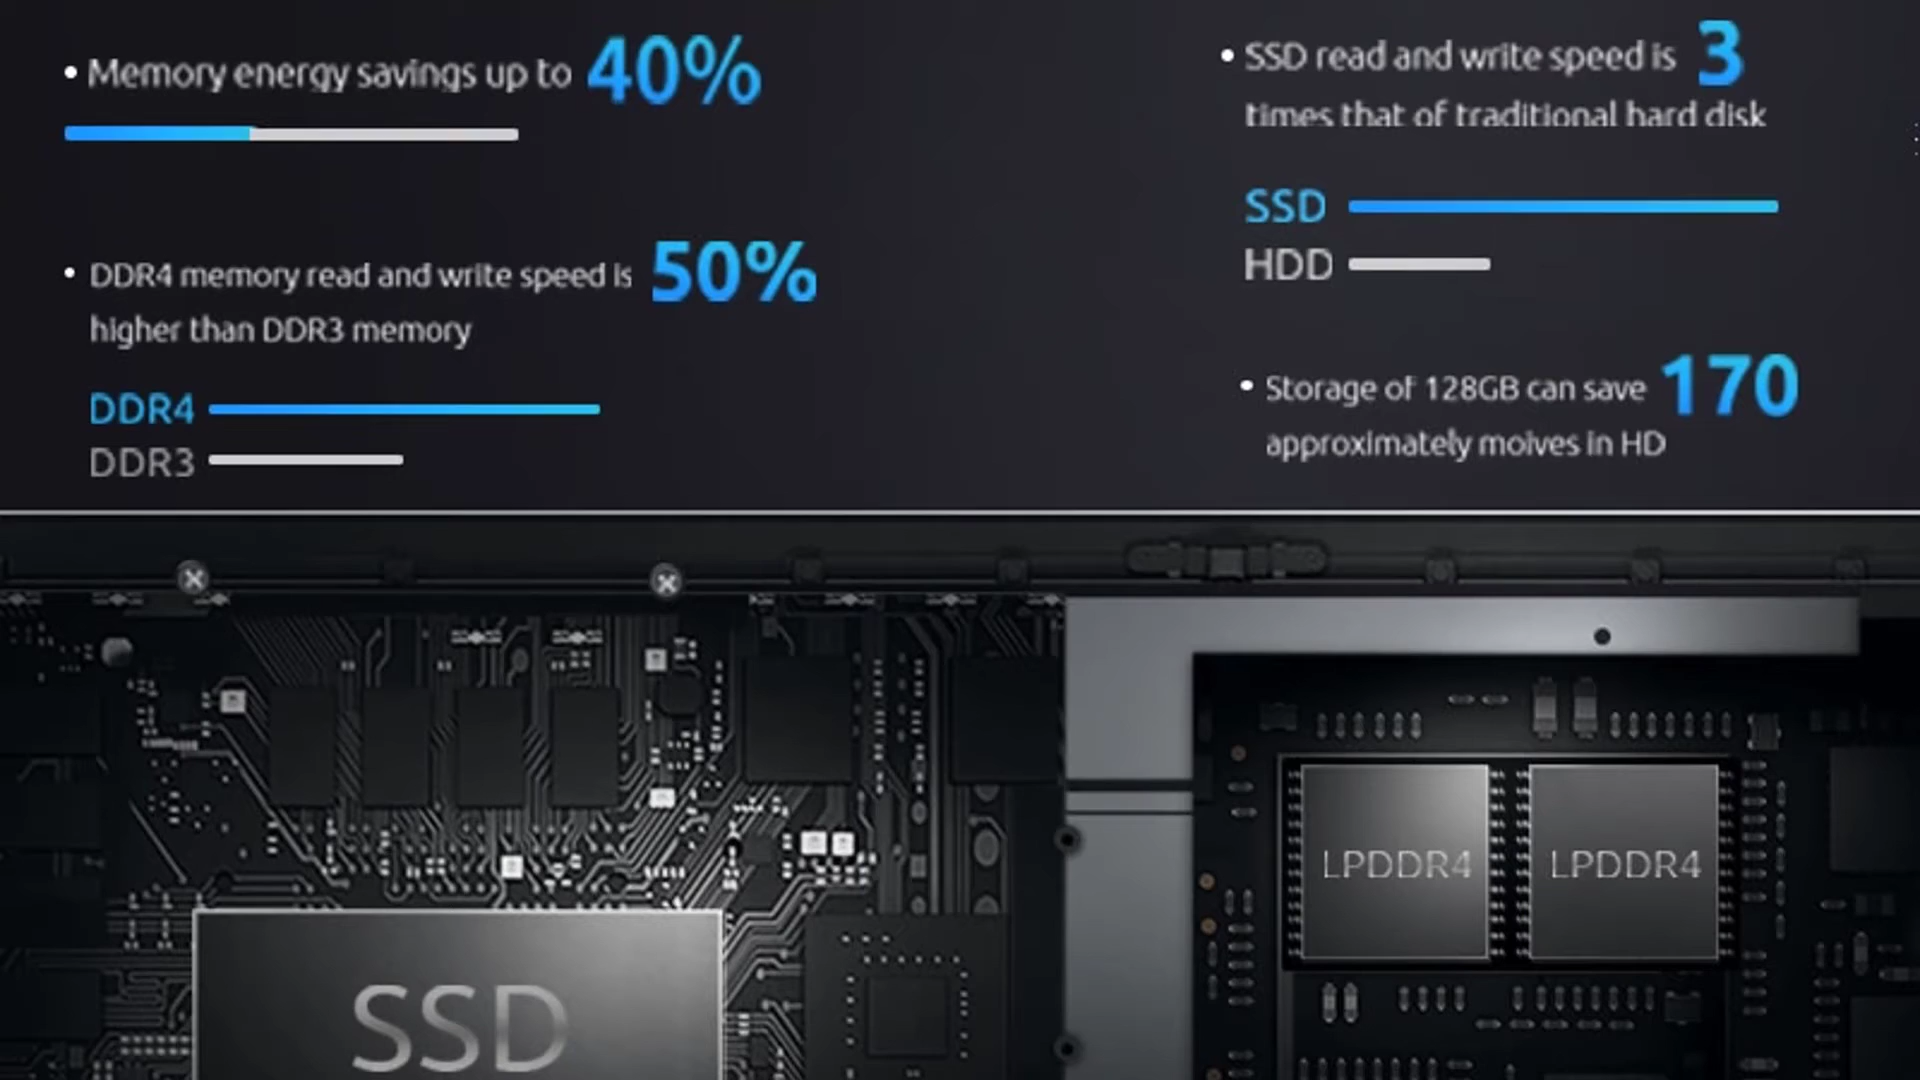 • Memory energy savings up to 40%
• DDR4 memory read and write speed is 50%
higher than DDR3 memory
DDR4
DDR3
• SSD read and write speed is 3
times that of traditional hard disk
SSD
HDD
• Storage of 128GB can save 170
approximately moives in HD
LPDDR4 LPDDR4
SSD